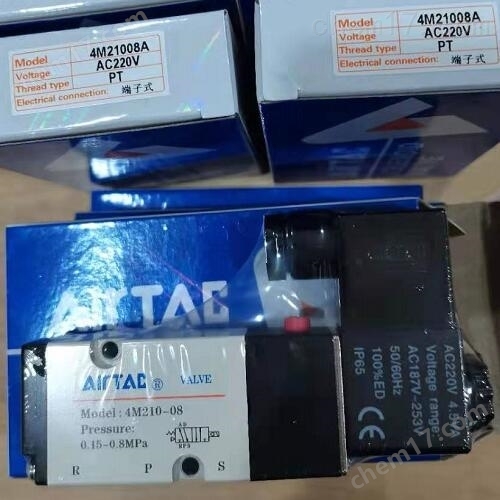 Model 4M21008A
Voltage AC220V
Thread type PT
Electrical connection: 端子式
Model 4M21008A
Voltage AC220V
Thread type PT
Electrical connection: 端子式
AIRTAC
AIRTAC ® VALVE
Model: 4M210-08
Pressure:
0.15-0.8MPa
R P S
AC220V
Voltage range:
AC187V-253V
50/60Hz
100%ED
IP65
chem17.com